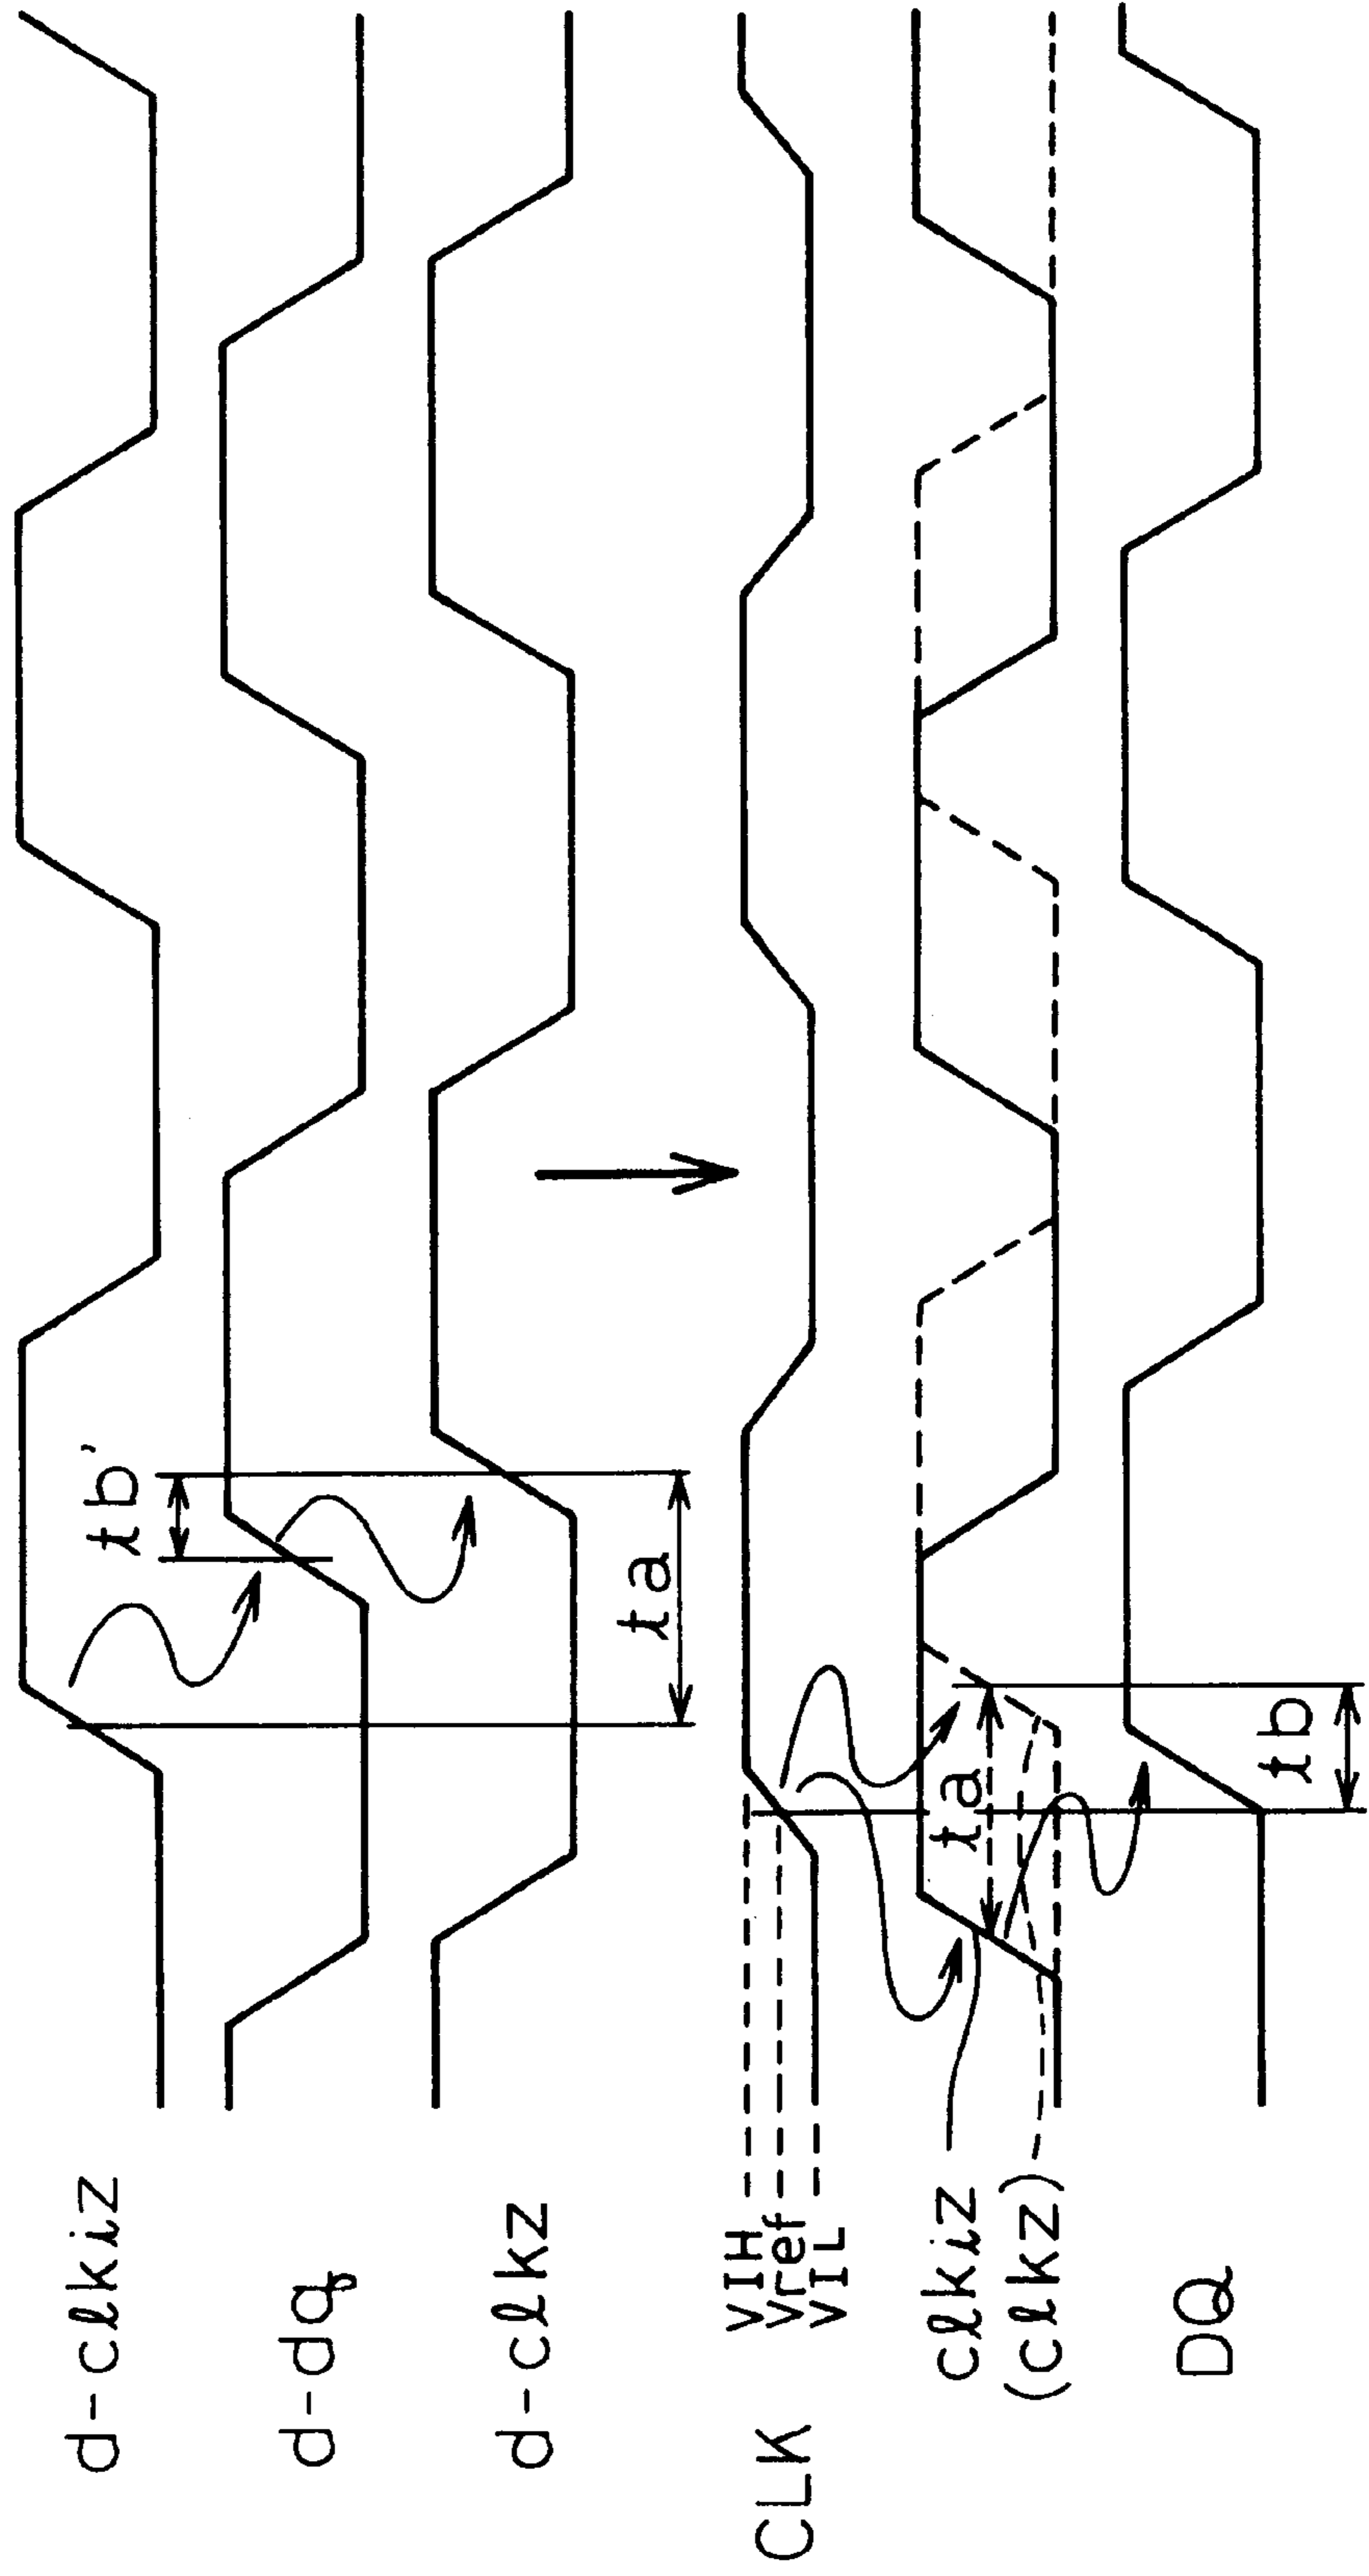 d-clkiz
tb'
d-dq
d-clkz
ta
CLK
VIH
Vref
VIL
clkiz
(clkz)
ta
DQ
tb